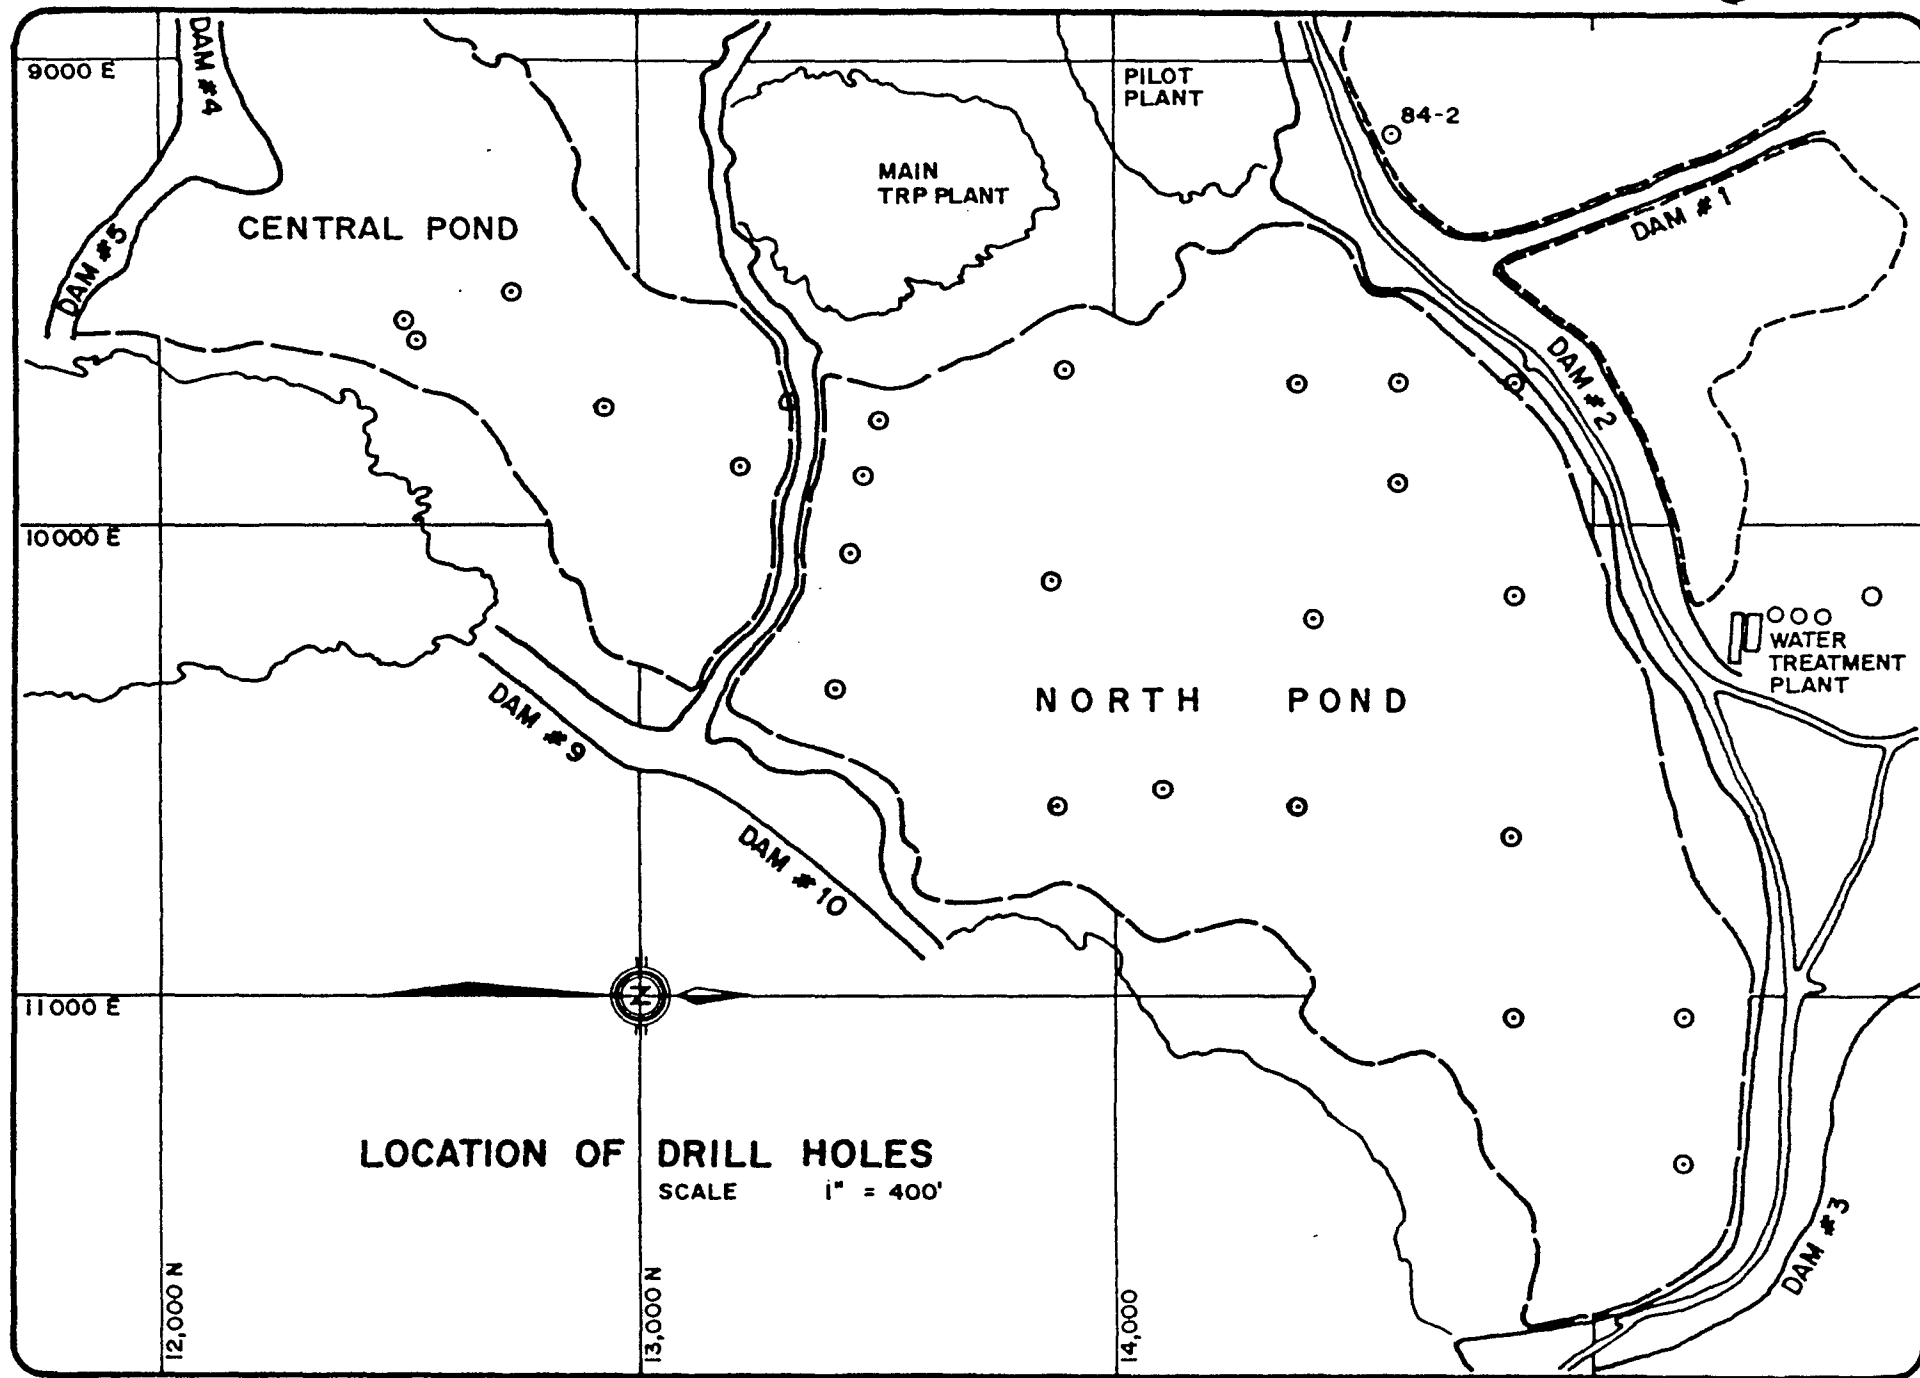 9000 E
DAM #4
PILOT
PLANT
84-2
MAIN
TRP PLANT
DAM #1
CENTRAL POND
DAM #5
DAM #2
10000 E
WATER
TREATMENT
PLANT
NORTH POND
DAM #9
DAM #10
11000 E
N
LOCATION OF DRILL HOLES
SCALE 1" = 400'
DAM #3
12,000 N
13,000 N
14,000